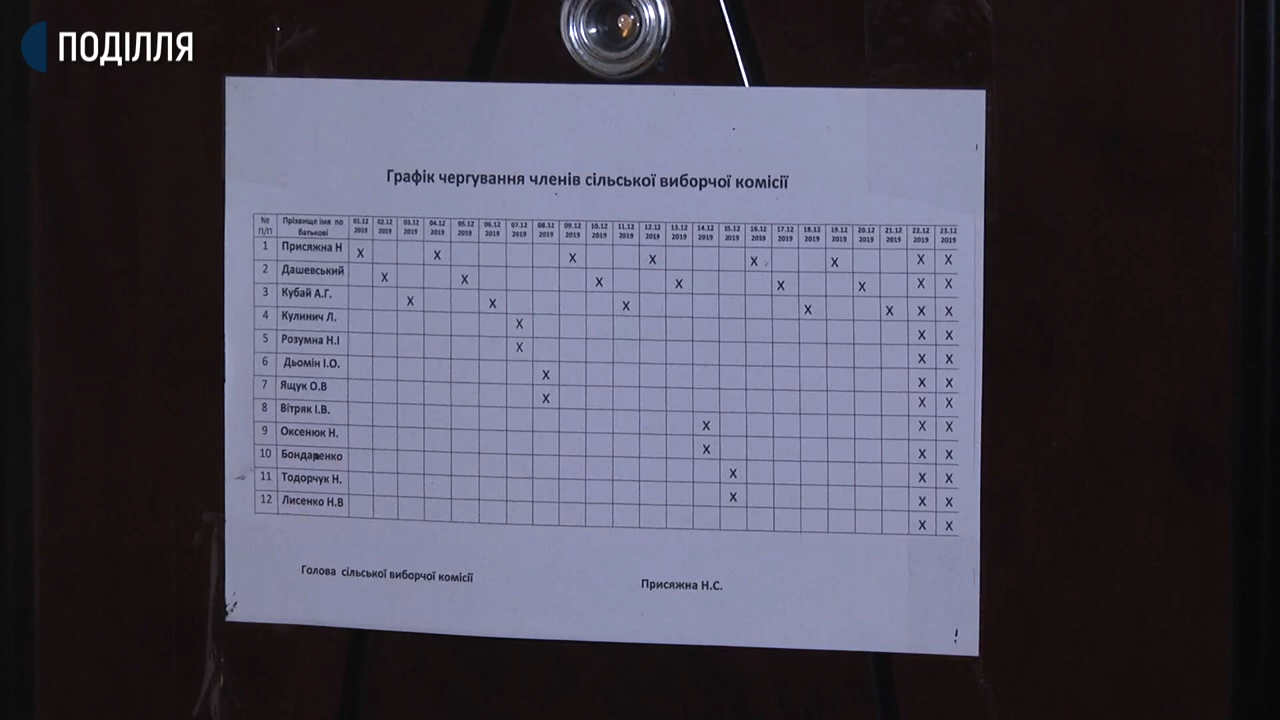 ПОДІЛЛЯ
Графік чергування членів сільської виборчої комісії
№ П/П Прізвище імя по батькові 01.12 2019 02.12 2019 03.12 2019 04.12 2019 05.12 2019 06.12 2019 07.12 2019 08.12 2019 09.12 2019 10.12 2019 11.12 2019 12.12 2019 13.12 2019 14.12 2019 15.12 2019 16.12 2019 17.12 2019 18.12 2019 19.12 2019 20.12 2019 21.12 2019 22.12 2019 23.12 2019
1 Присяжна Н Х Х Х Х Х Х Х Х
2 Дашевський Х Х Х Х Х Х Х Х
3 Кубай А.Г. Х Х Х Х Х Х Х
4 Кулинич Л. Х Х Х
5 Розумна Н.І Х Х Х
6 Дьомін І.О. Х Х Х
7 Ящук О.В Х Х Х
8 Вітряк І.В. Х Х Х
9 Оксенюк Н. Х Х Х
10 Бондаренко Х Х Х
11 Тодорчук Н. Х Х Х
12 Лисенко Н.В Х Х
Голова сільської виборчої комісії Присяжна Н.С.